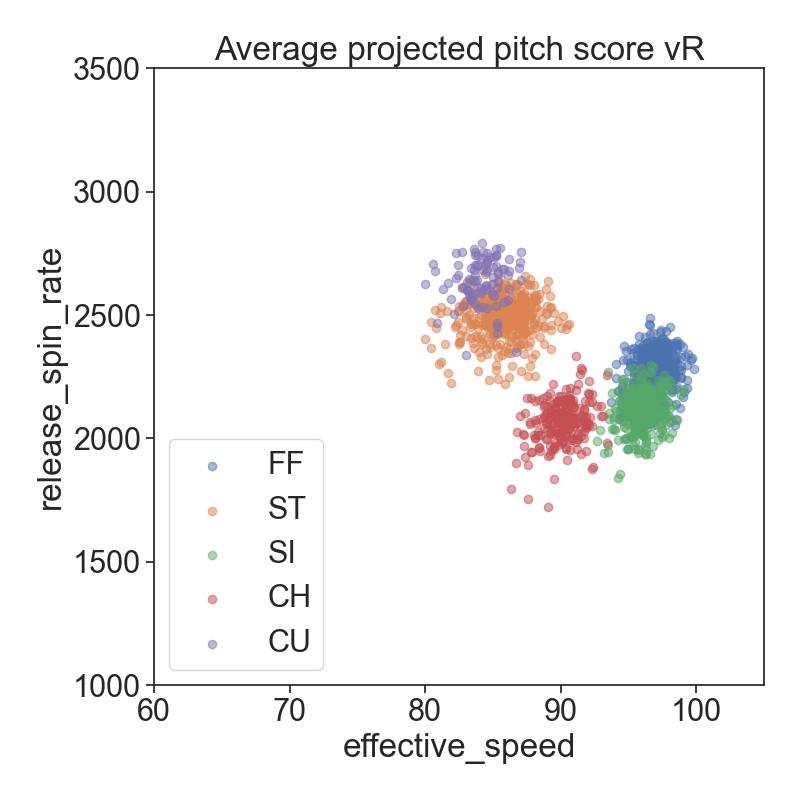 Average projected pitch score vR
3500
3000
2500
2000
1500
1000
release_spin_rate
FF
ST
SI
CH
CU
60
70
80
90
100
effective_speed